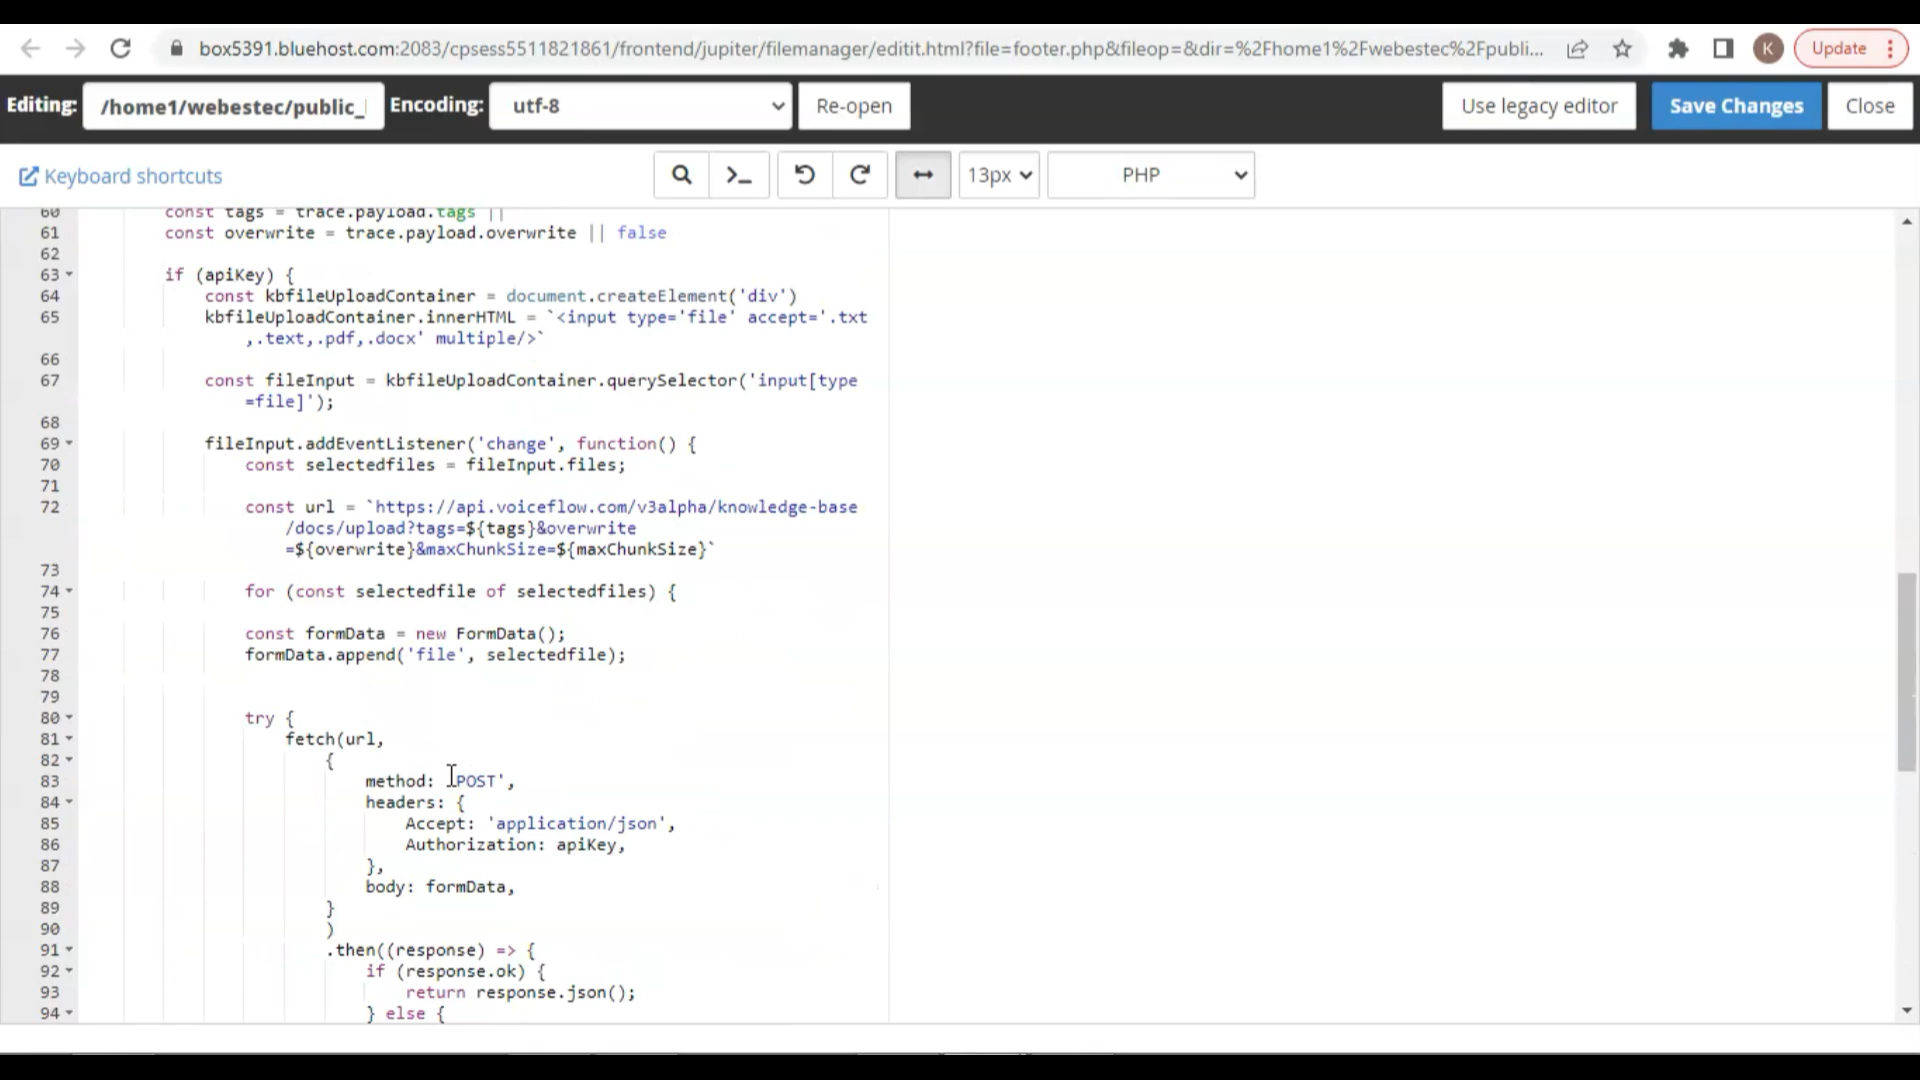 box5391.bluehost.com:2083/cpsess5511821861/frontend/jupiter/filemanager/editit.html?file=footer.php&fileop=&dir=%2Fhome1%2Fwebestec%2Fpubli...
K
Update
Editing:
/home1/webestec/public_
Encoding:
utf-8
Re-open
Use legacy editor
Save Changes
Close
Keyboard shortcuts
13px
PHP
60 const tags = trace.payload.tags ||
61 const overwrite = trace.payload.overwrite || false
62
63 if (apiKey) {
64 const kbfileUploadContainer = document.createElement('div')
65 kbfileUploadContainer.innerHTML = `<input type='file' accept='.txt
,.text,.pdf,.docx' multiple/>`
66
67 const fileInput = kbfileUploadContainer.querySelector('input[type
=file]');
68
69 fileInput.addEventListener('change', function() {
70 const selectedfiles = fileInput.files;
71
72 const url = `https://api.voiceflow.com/v3alpha/knowledge-base
/docs/upload?tags=${tags}&overwrite
=${overwrite}&maxChunkSize=${maxChunkSize}`
73
74 for (const selectedfile of selectedfiles) {
75
76 const formData = new FormData();
77 formData.append('file', selectedfile);
78
79
80 try {
81 fetch(url,
82 {
83 method: 'POST',
84 headers: {
85 Accept: 'application/json',
86 Authorization: apiKey,
87 },
88 body: formData,
89 }
90 )
91 .then((response) => {
92 if (response.ok) {
93 return response.json();
94 } else {